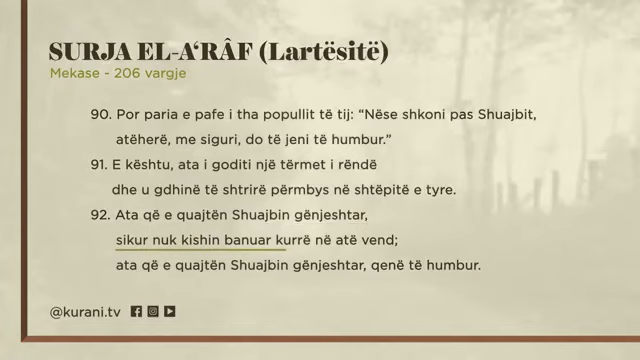 SURJA EL-A‘RÂF (Lartësitë)
Mekase - 206 vargje
90. Por paria e pafe i tha popullit të tij: “Nëse shkoni pas Shuajbit,
atëherë, me siguri, do të jeni të humbur.”
91. E kështu, ata i goditi një tërmet i rëndë
dhe u gdhinë të shtrirë përmbys në shtëpitë e tyre.
92. Ata që e quajtën Shuajbin gënjeshtar,
sikur nuk kishin banuar kurrë në atë vend;
ata që e quajtën Shuajbin gënjeshtar, qenë të humbur.
@kurani.tv